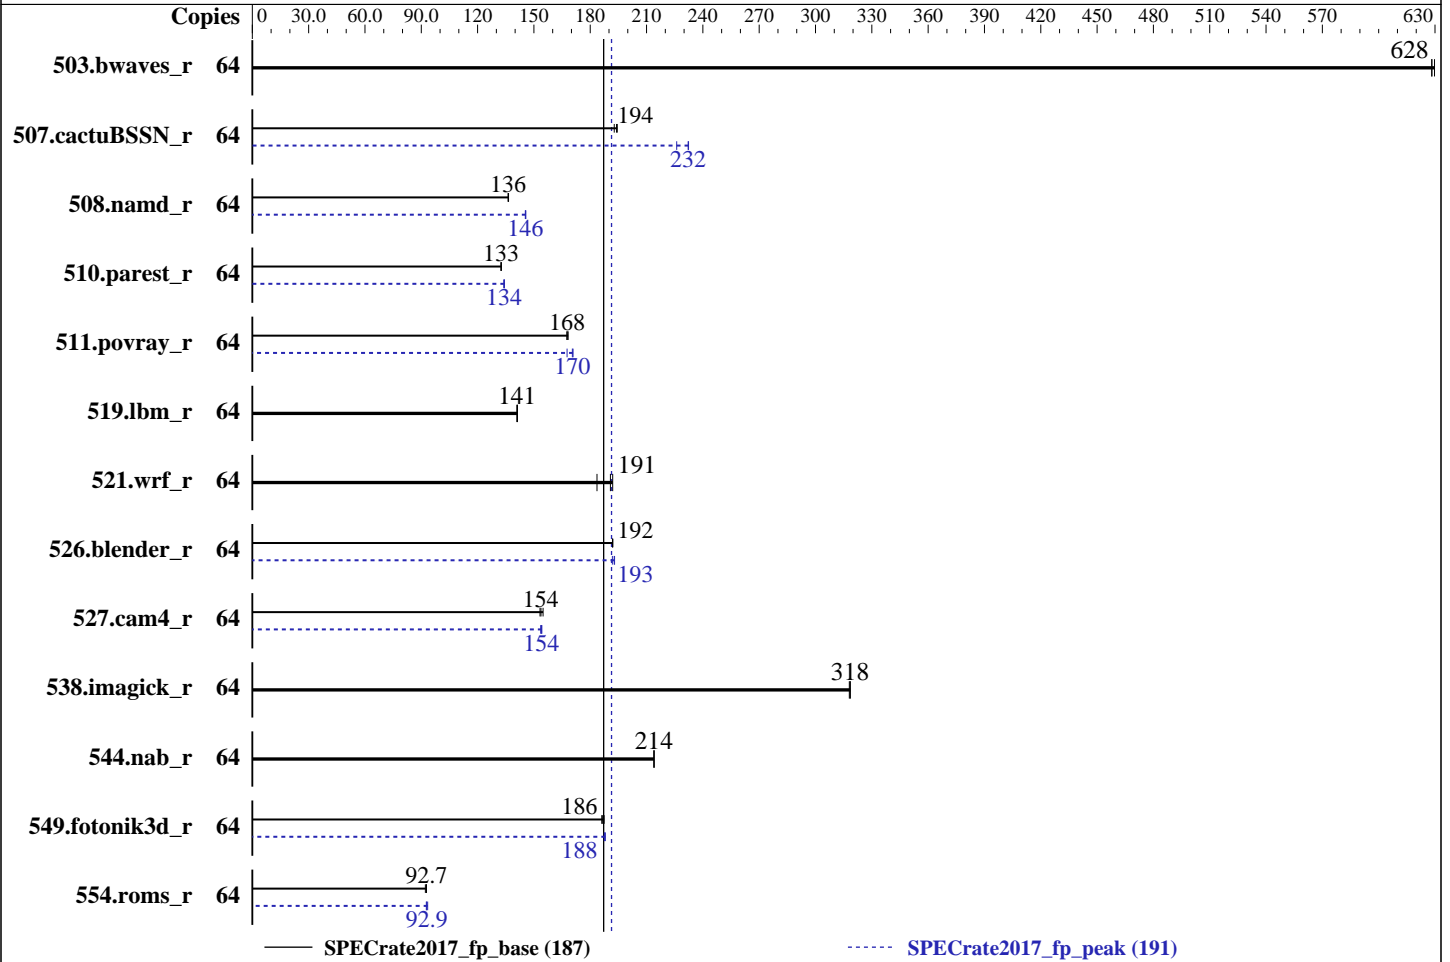 Copies 0 30.0 60.0 90.0 120 150 180 210 240 270 300 330 360 390 420 450 480 510 540 570 630
503.bwaves_r 64 628
507.cactuBSSN_r 64 194
232
508.namd_r 64 136
146
510.parest_r 64 133
134
511.povray_r 64 168
170
519.lbm_r 64 141
521.wrf_r 64 191
526.blender_r 64 192
193
527.cam4_r 64 154
154
538.imagick_r 64 318
544.nab_r 64 214
549.fotonik3d_r 64 186
188
554.roms_r 64 92.7
92.9
SPECrate2017_fp_base (187) SPECrate2017_fp_peak (191)